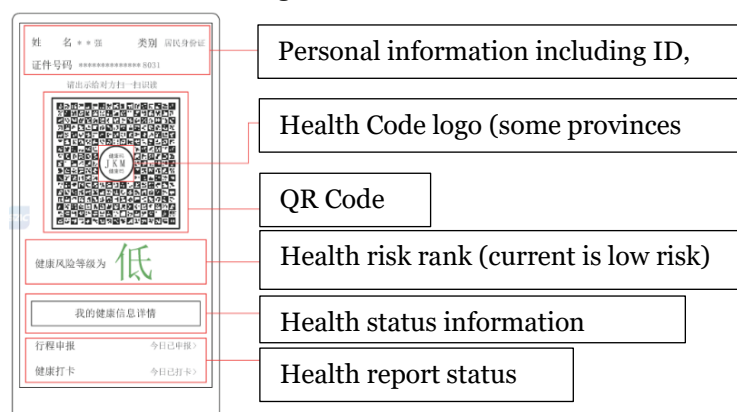 姓 名 **强 类别 居民身份证
证件号码 **************8031
请出示给对方扫一扫识读
健康码
JKM
健康码
健康风险等级为 低
我的健康信息详情
行程申报 今日已申报>
健康打卡 今日已打卡>
Personal information including ID,
Health Code logo (some provinces
QR Code
Health risk rank (current is low risk)
Health status information
Health report status